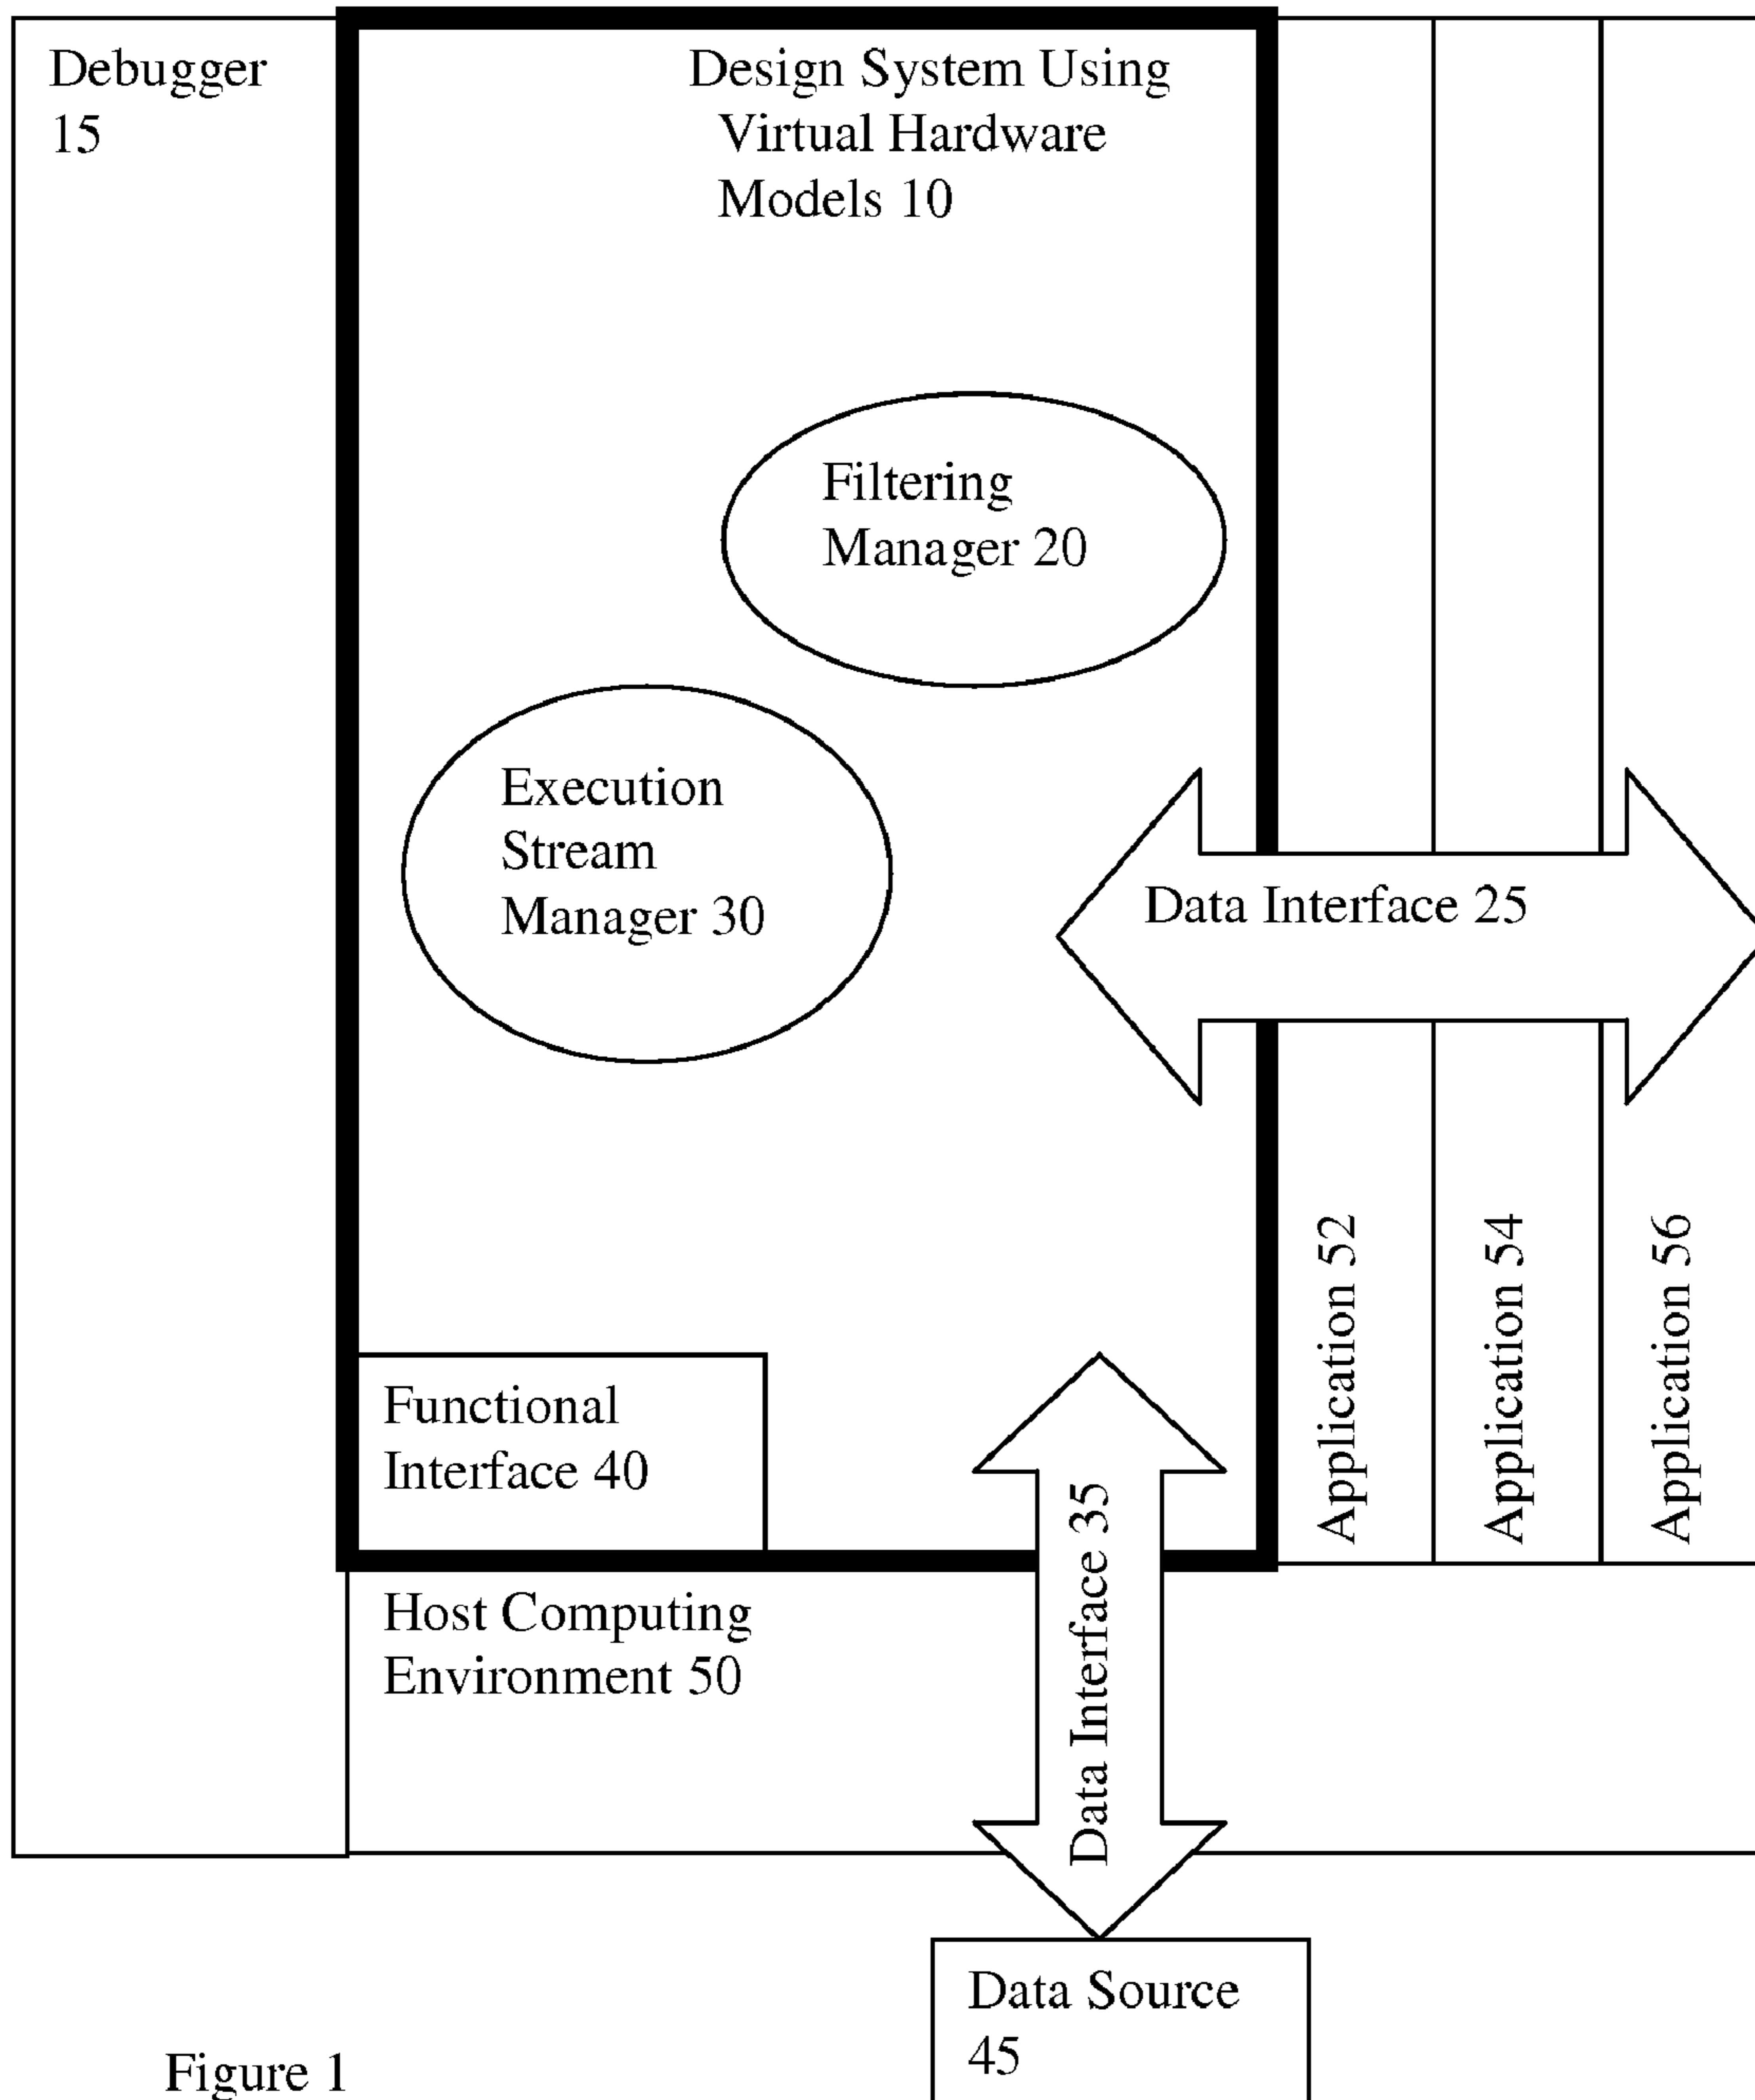 Debugger
15
Design System Using
Virtual Hardware
Models 10
Filtering
Manager 20
Execution
Stream
Manager 30
Data Interface 25
Application 52
Application 54
Application 56
Functional
Interface 40
Data Interface 35
Host Computing
Environment 50
Data Source
45
Figure 1